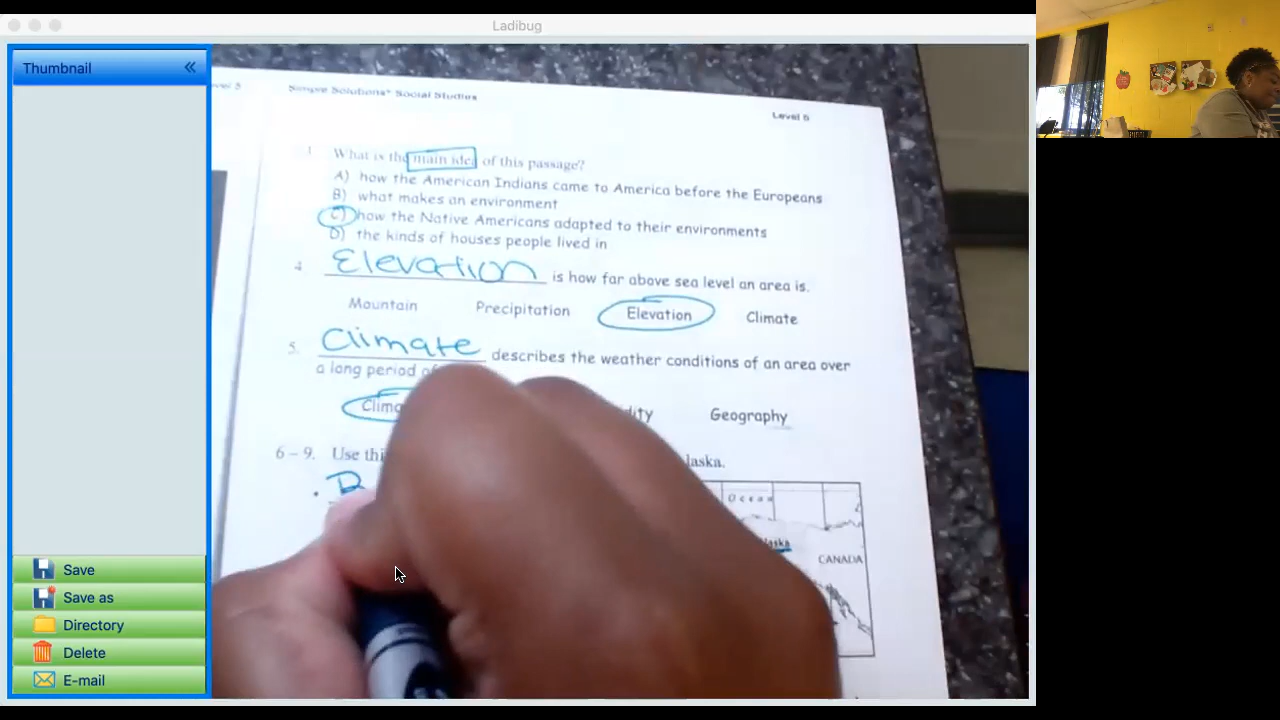 Ladibug
Thumbnail
Save
Save as
Directory
Delete
E-mail
Simple Solutions® Social Studies
Level 5
What is the main idea of this passage?
A) how the American Indians came to America before the Europeans
B) what makes an environment
C) how the Native Americans adapted to their environments
D) the kinds of houses people lived in
4. Elevation is how far above sea level an area is.
Mountain Precipitation Elevation Climate
5. Climate describes the weather conditions of an area over
a long period
Geography
6 – 9. Use
Ocean
CANADA